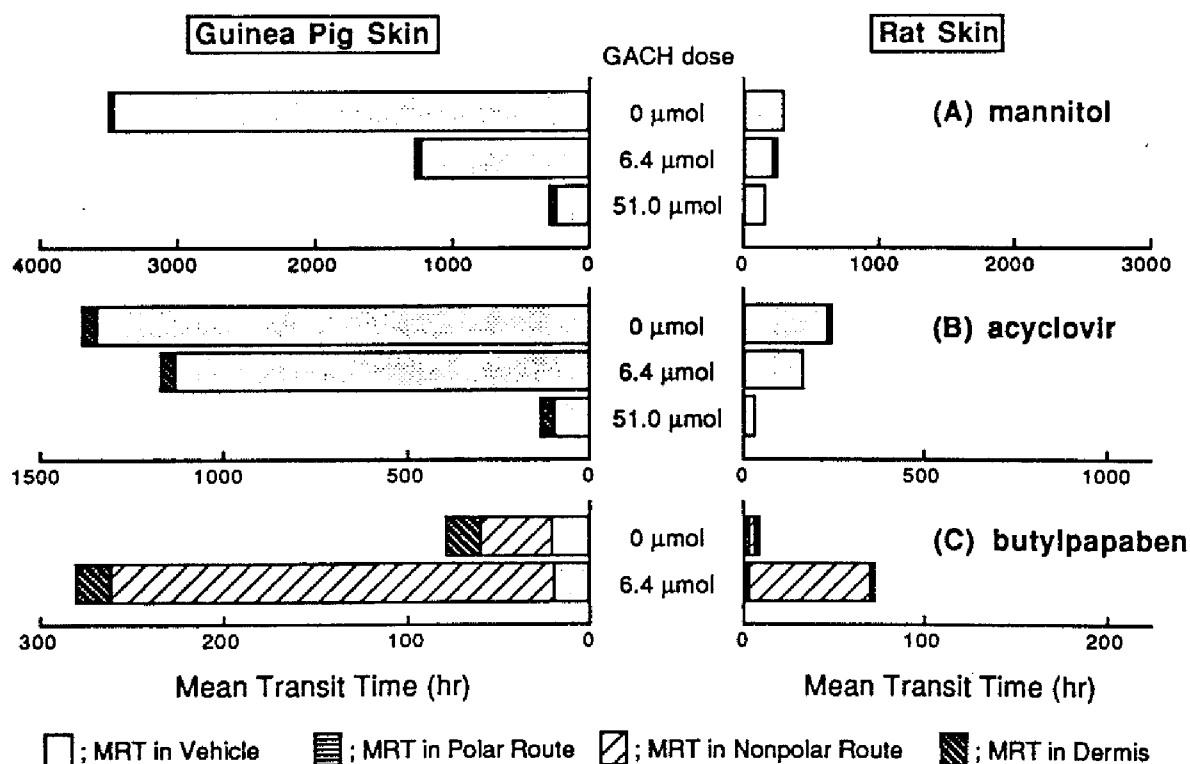 Guinea Pig Skin
Rat Skin
GACH dose
0 μmol
6.4 μmol
51.0 μmol
(A) mannitol
4000 3000 2000 1000 0
0 1000 2000 3000
0 μmol
6.4 μmol
51.0 μmol
(B) acyclovir
1500 1000 500 0
0 500 1000
0 μmol
6.4 μmol
(C) butylpapaben
300 200 100 0
0 100 200
Mean Transit Time (hr)
Mean Transit Time (hr)
; MRT in Vehicle ; MRT in Polar Route ; MRT in Nonpolar Route ; MRT in Dermis